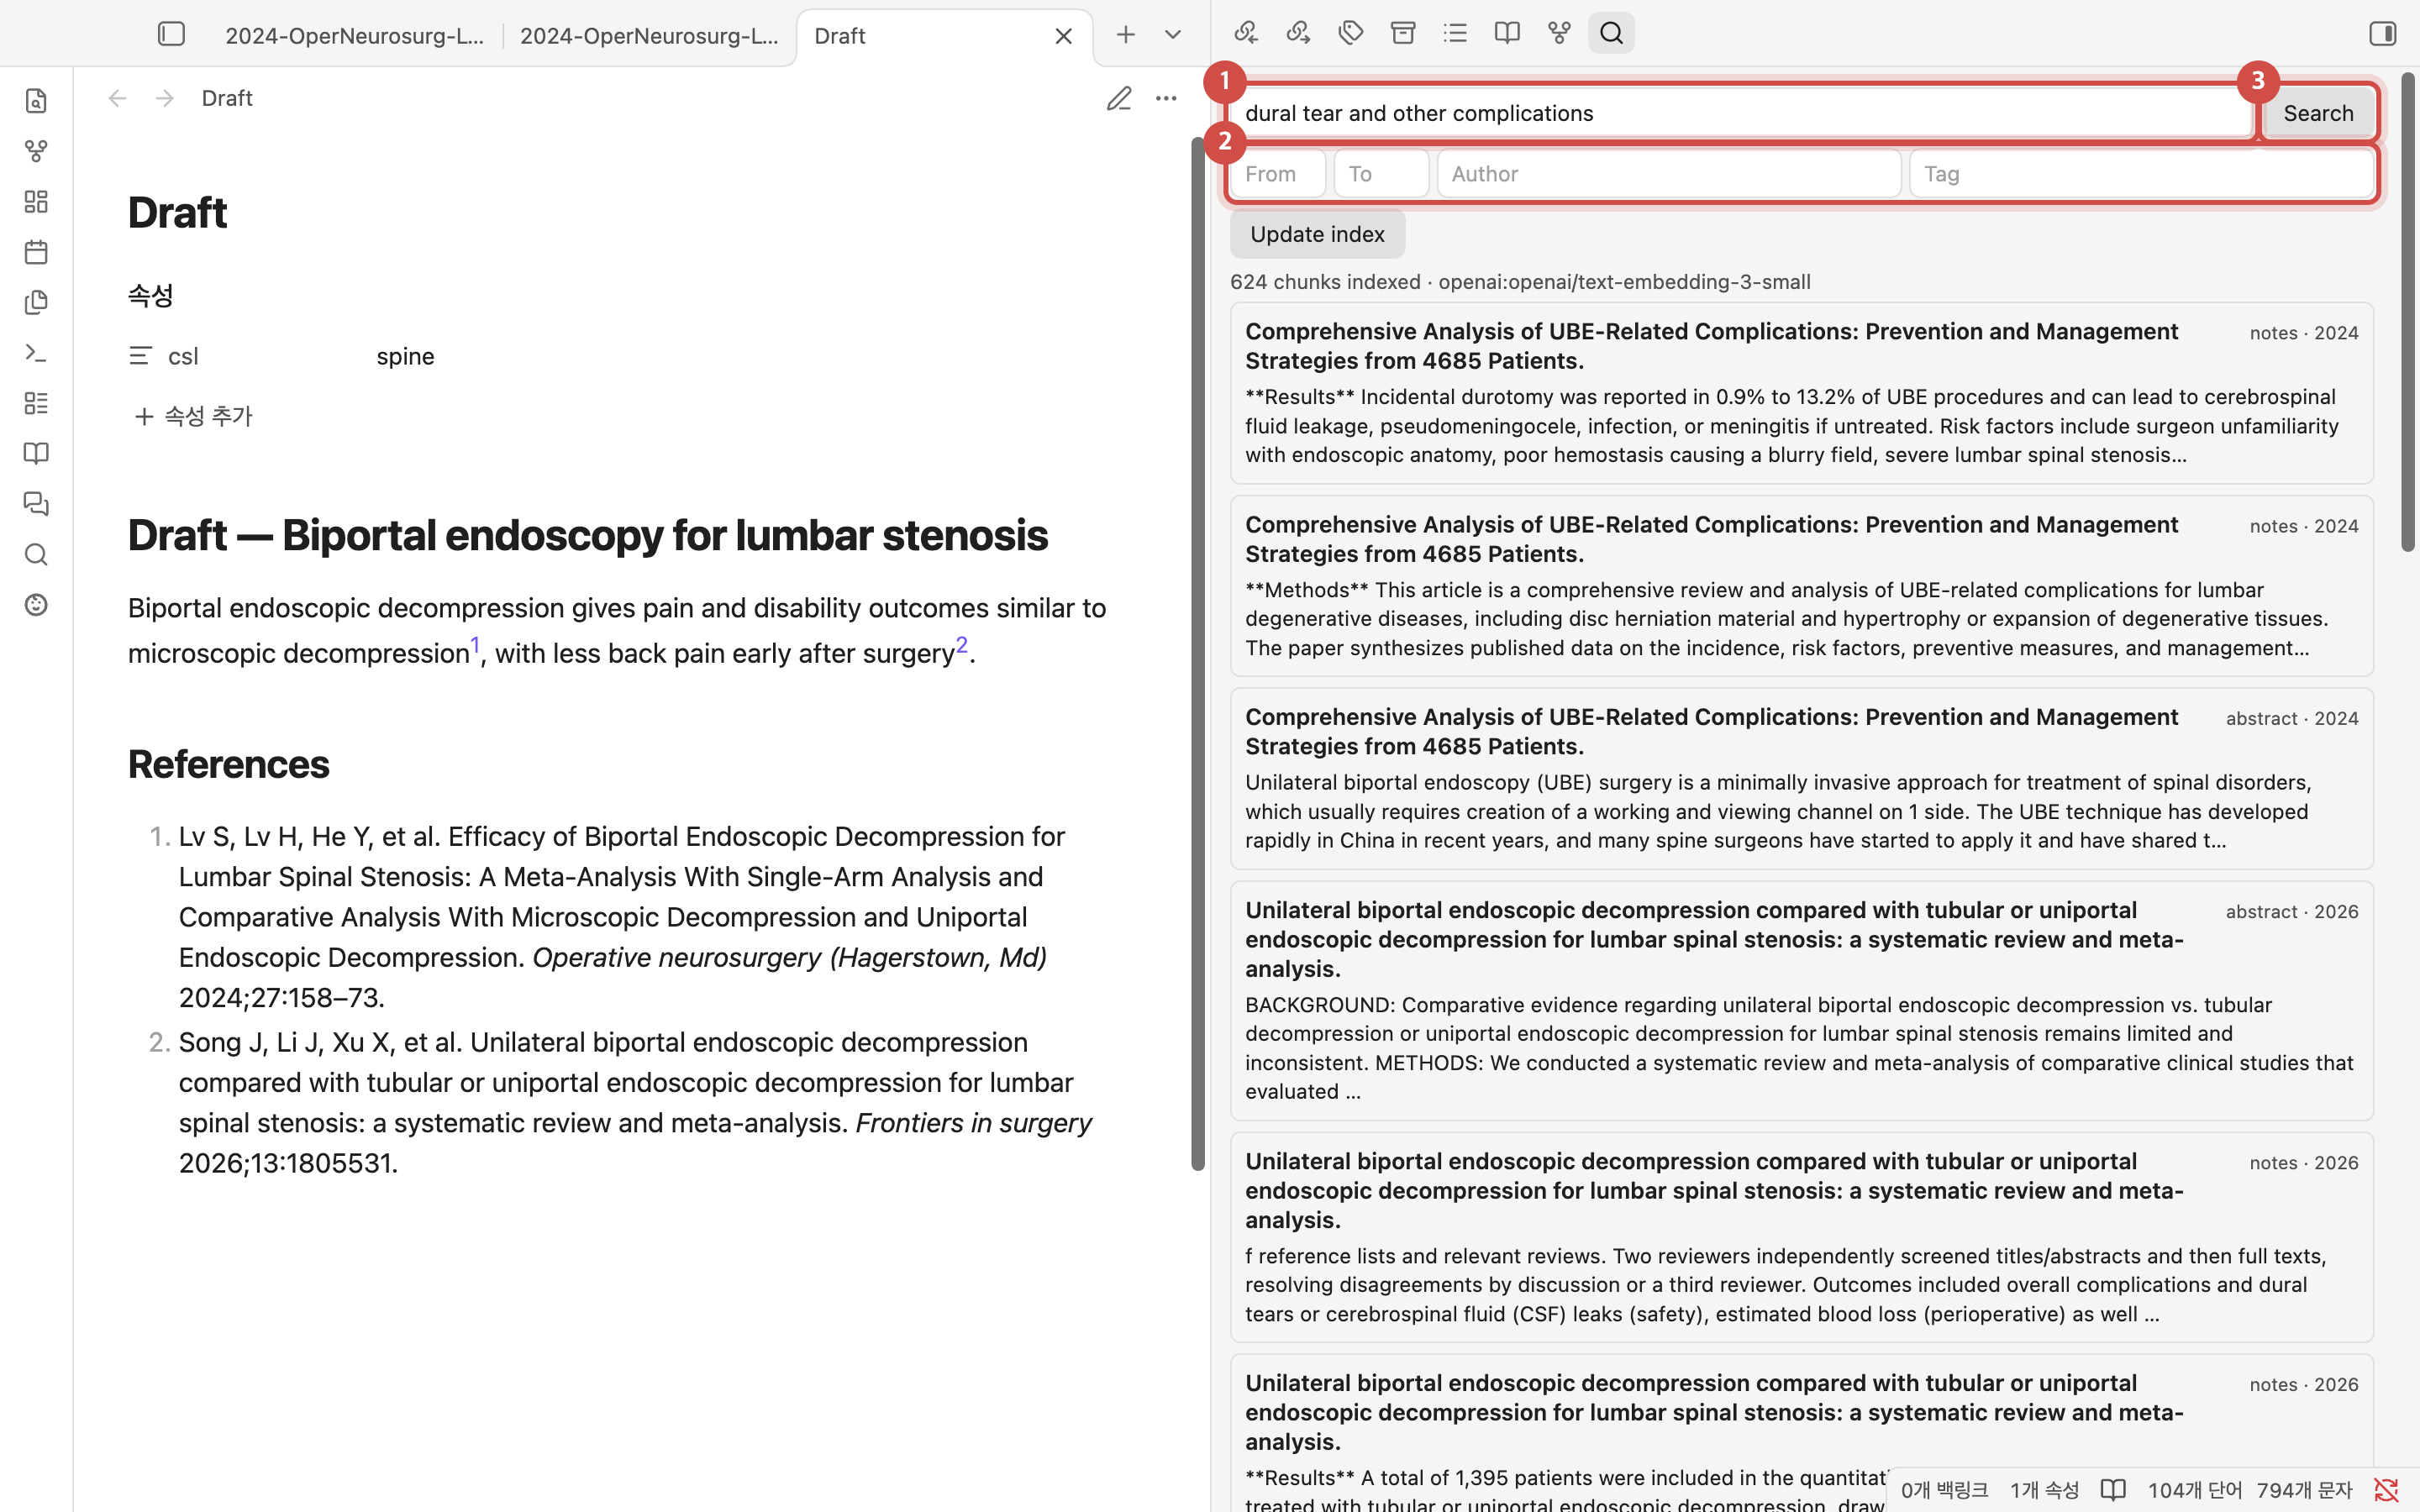 2024-OperNeurosurg-L...
2024-OperNeurosurg-L...
Draft
Draft
Draft
속성
csl
spine
속성 추가
Draft — Biportal endoscopy for lumbar stenosis
Biportal endoscopic decompression gives pain and disability outcomes similar to
microscopic decompression1, with less back pain early after surgery2.
References
1. Lv S, Lv H, He Y, et al. Efficacy of Biportal Endoscopic Decompression for
Lumbar Spinal Stenosis: A Meta-Analysis With Single-Arm Analysis and
Comparative Analysis With Microscopic Decompression and Uniportal
Endoscopic Decompression. Operative neurosurgery (Hagerstown, Md)
2024;27:158–73.
2. Song J, Li J, Xu X, et al. Unilateral biportal endoscopic decompression
compared with tubular or uniportal endoscopic decompression for lumbar
spinal stenosis: a systematic review and meta-analysis. Frontiers in surgery
2026;13:1805531.
1
3
dural tear and other complications
Search
2
From
To
Author
Tag
Update index
624 chunks indexed · openai:openai/text-embedding-3-small
Comprehensive Analysis of UBE-Related Complications: Prevention and Management
Strategies from 4685 Patients.
notes · 2024
**Results** Incidental durotomy was reported in 0.9% to 13.2% of UBE procedures and can lead to cerebrospinal
fluid leakage, pseudomeningocele, infection, or meningitis if untreated. Risk factors include surgeon unfamiliarity
with endoscopic anatomy, poor hemostasis causing a blurry field, severe lumbar spinal stenosis...
Comprehensive Analysis of UBE-Related Complications: Prevention and Management
Strategies from 4685 Patients.
notes · 2024
**Methods** This article is a comprehensive review and analysis of UBE-related complications for lumbar
degenerative diseases, including disc herniation material and hypertrophy or expansion of degenerative tissues.
The paper synthesizes published data on the incidence, risk factors, preventive measures, and management...
Comprehensive Analysis of UBE-Related Complications: Prevention and Management
Strategies from 4685 Patients.
abstract · 2024
Unilateral biportal endoscopy (UBE) surgery is a minimally invasive approach for treatment of spinal disorders,
which usually requires creation of a working and viewing channel on 1 side. The UBE technique has developed
rapidly in China in recent years, and many spine surgeons have started to apply it and have shared t...
Unilateral biportal endoscopic decompression compared with tubular or uniportal
endoscopic decompression for lumbar spinal stenosis: a systematic review and meta-
analysis.
abstract · 2026
BACKGROUND: Comparative evidence regarding unilateral biportal endoscopic decompression vs. tubular
decompression or uniportal endoscopic decompression for lumbar spinal stenosis remains limited and
inconsistent. METHODS: We conducted a systematic review and meta-analysis of comparative clinical studies that
evaluated ...
Unilateral biportal endoscopic decompression compared with tubular or uniportal
endoscopic decompression for lumbar spinal stenosis: a systematic review and meta-
analysis.
notes · 2026
f reference lists and relevant reviews. Two reviewers independently screened titles/abstracts and then full texts,
resolving disagreements by discussion or a third reviewer. Outcomes included overall complications and dural
tears or cerebrospinal fluid (CSF) leaks (safety), estimated blood loss (perioperative) as well ...
Unilateral biportal endoscopic decompression compared with tubular or uniportal
endoscopic decompression for lumbar spinal stenosis: a systematic review and meta-
analysis.
notes · 2026
**Results** A total of 1,395 patients were included in the quantitati
treated with tubular or uniportal endoscopic decompression, draw
0개 백링크 1개 속성 104개 단어 794개 문자